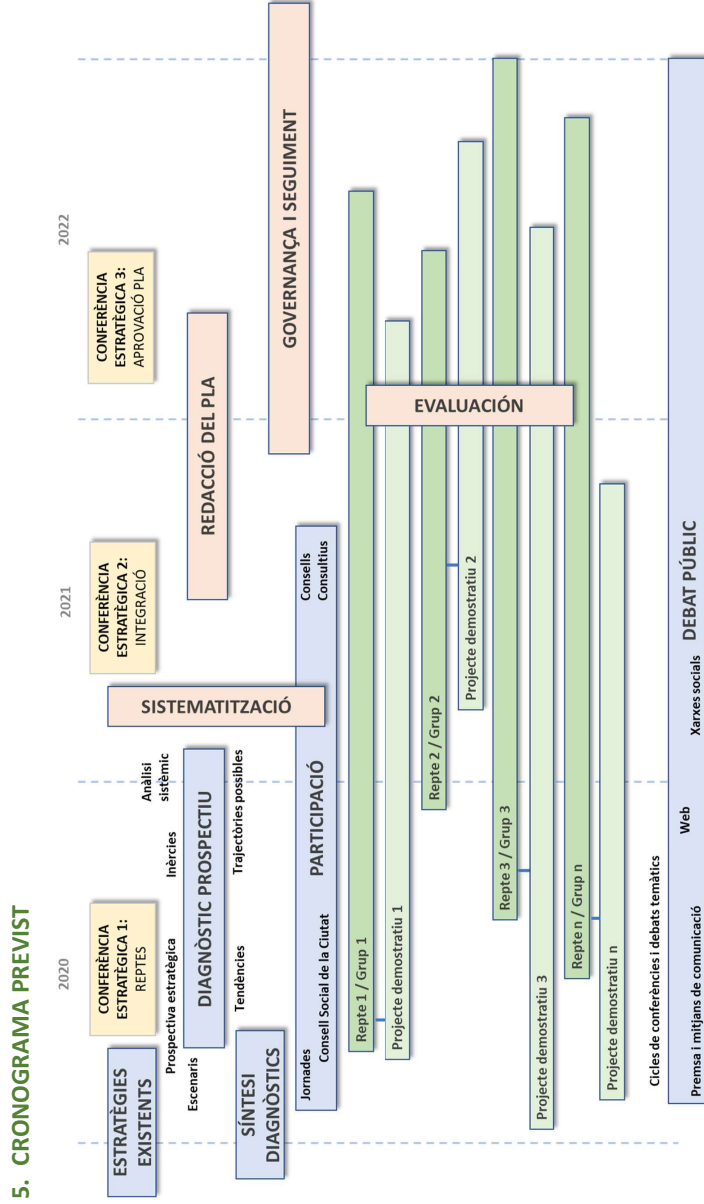 5. CRONOGRAMA PREVIST
2020
2021
2022
CONFERÈNCIA
ESTRATÈGICA 1:
REPTES
CONFERÈNCIA
ESTRATÈGICA 2:
INTEGRACIÓ
CONFERÈNCIA
ESTRATÈGICA 3:
APROVACIÓ PLA
ESTRATÈGIES
EXISTENTS
Prospectiva estratègica
Inèrcies
Anàlisi
sistèmic
Escenaris
DIAGNÒSTIC PROSPECTIU
Tendències
Trajectòries possibles
SISTEMATITZACIÓ
REDACCIÓ DEL PLA
SÍNTESI
DIAGNÒSTICS
GOVERNANÇA I SEGUIMENT
Jornades
Consell Social de la Ciutat
PARTICIPACIÓ
Consells
Consultius
Repte 1 / Grup 1
Projecte demostratiu 1
Repte 2 / Grup 2
Projecte demostratiu 2
EVALUACIÓN
Repte 3 / Grup 3
Projecte demostratiu 3
Repte n / Grup n
Projecte demostratiu n
Cicles de conferències i debats temàtics
Premsa i mitjans de comunicació
Web
Xarxes socials
DEBAT PÚBLIC